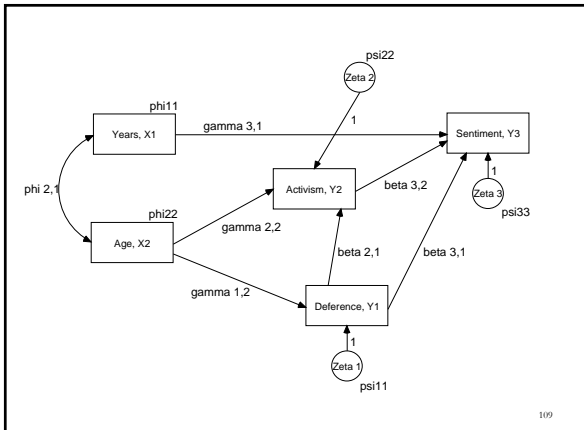 psi22
Zeta 2
phi11
Years, X1
gamma 3,1
1
Sentiment, Y3
phi 2,1
Activism, Y2
beta 3,2
1
Zeta 3
psi33
phi22
Age, X2
gamma 2,2
beta 2,1
beta 3,1
gamma 1,2
Deference, Y1
1
Zeta 1
psi11
109